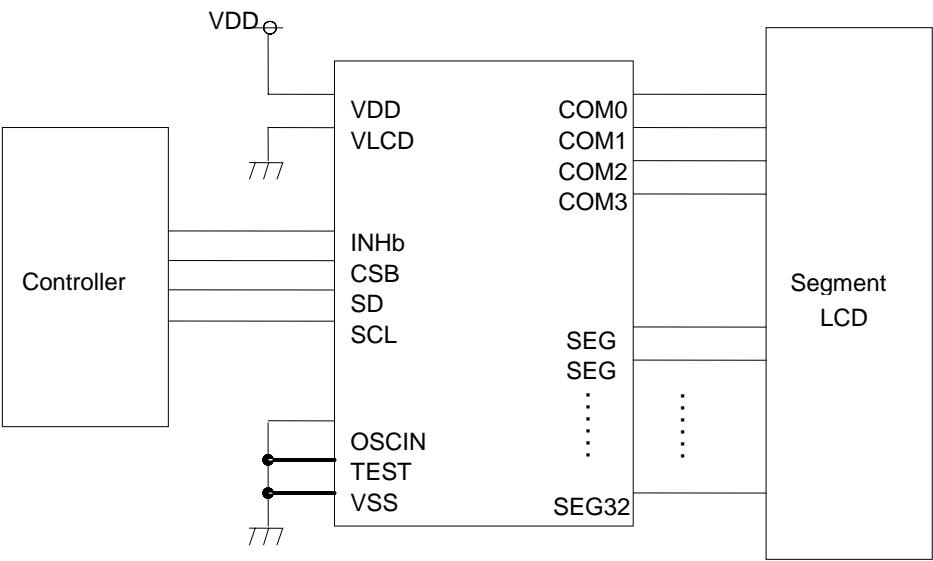 VDD
VDD
VLCD
INHb
CSB
SD
SCL
OSCIN
TEST
VSS
COM0
COM1
COM2
COM3
SEG
SEG
SEG32
Controller
Segment
LCD